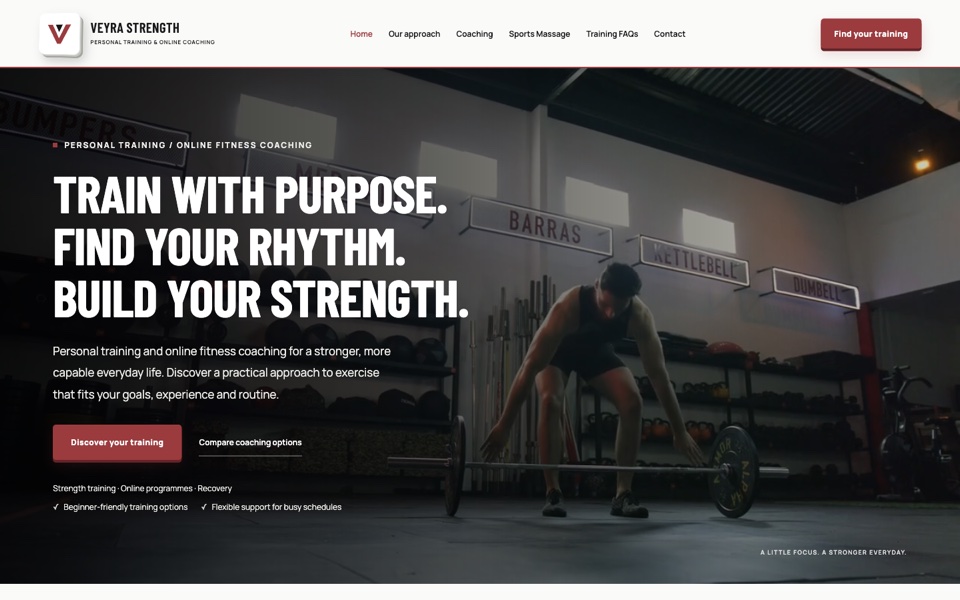 VEYRA STRENGTH
PERSONAL TRAINING & ONLINE COACHING
Home
Our approach
Coaching
Sports Massage
Training FAQs
Contact
Find your training
BUMPERS
PERSONAL TRAINING / ONLINE FITNESS COACHING
TRAIN WITH PURPOSE.
FIND YOUR RHYTHM.
BUILD YOUR STRENGTH.
BARRAS
KETTLEBELL
DUMBELL
Personal training and online fitness coaching for a stronger, more
capable everyday life. Discover a practical approach to exercise
that fits your goals, experience and routine.
Discover your training
Compare coaching options
Strength training · Online programmes · Recovery
✓ Beginner-friendly training options
✓ Flexible support for busy schedules
A LITTLE FOCUS. A STRONGER EVERYDAY.